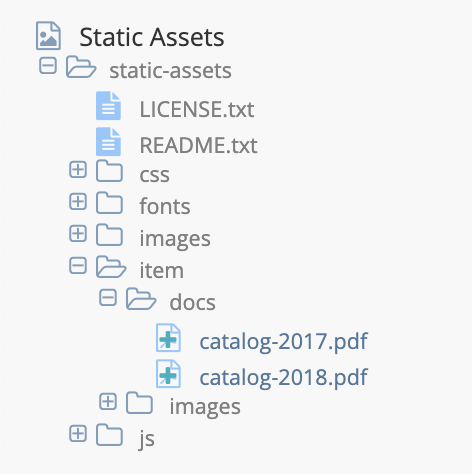 Static Assets
static-assets
LICENSE.txt
README.txt
css
fonts
images
item
docs
catalog-2017.pdf
catalog-2018.pdf
images
js